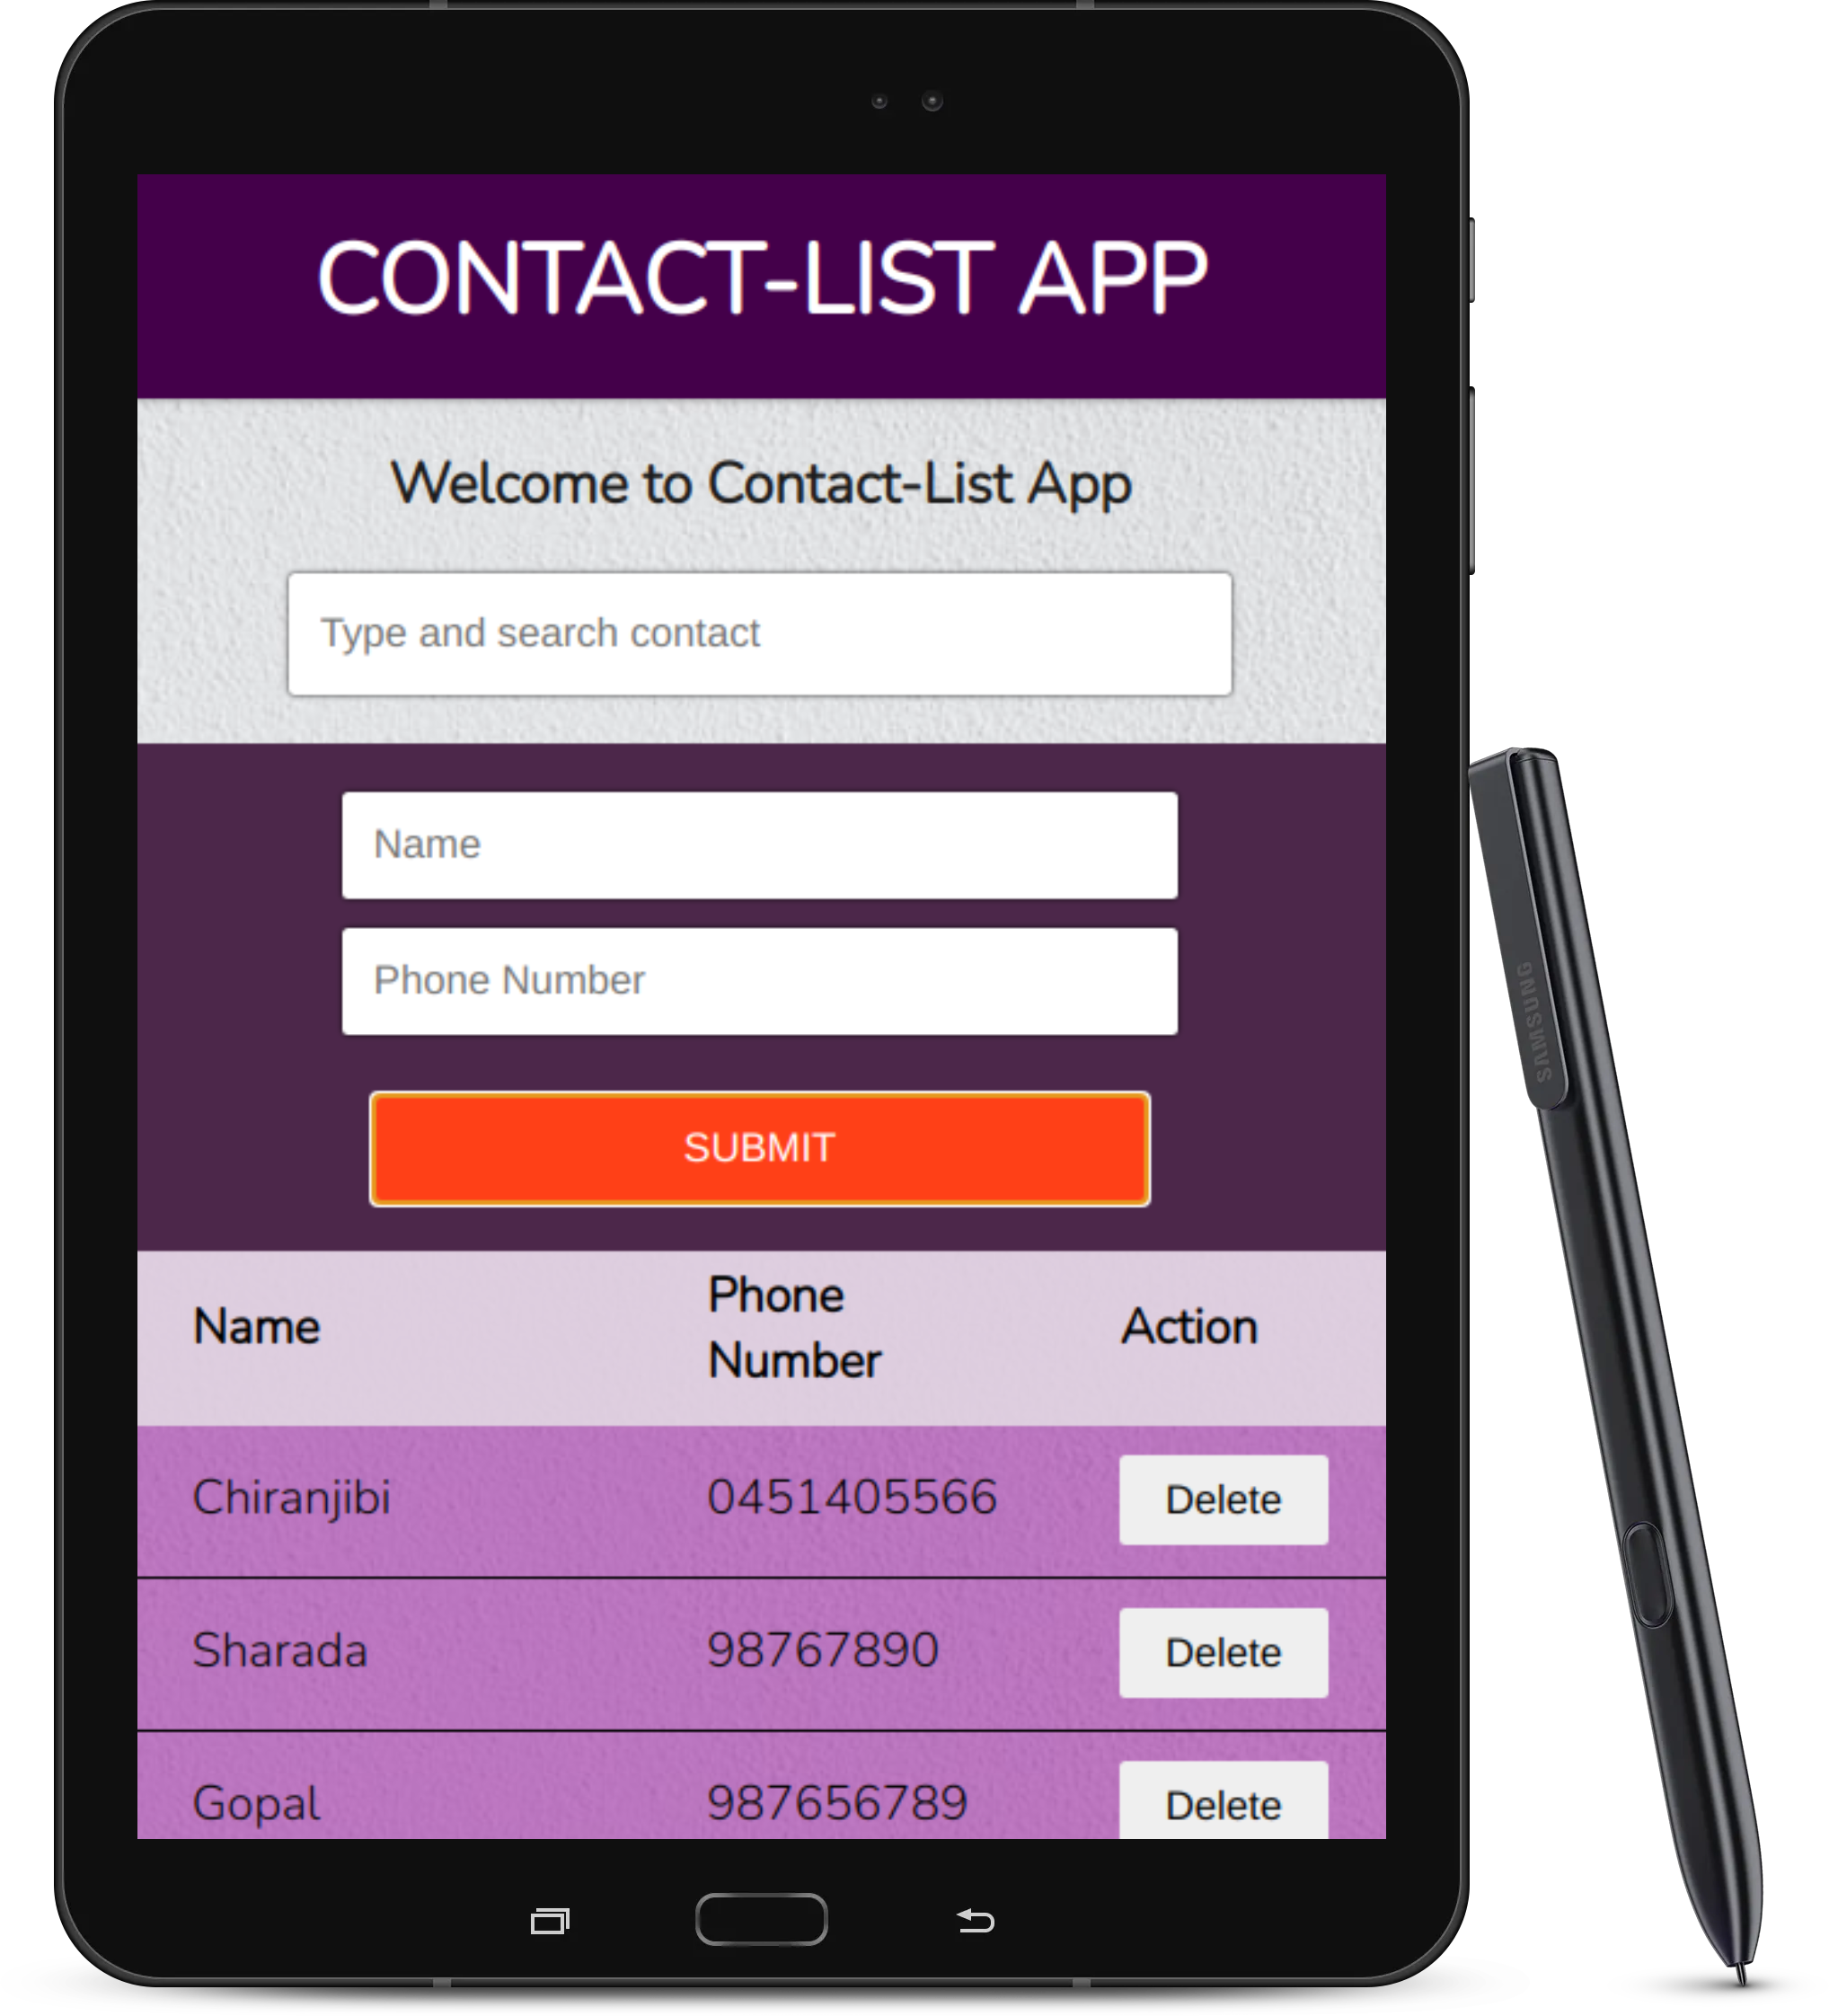 CONTACT-LIST APP
Welcome to Contact-List App
Type and search contact
Name
Phone Number
SUBMIT
Name
Phone
Number
Action
Chiranjibi
0451405566
Delete
Sharada
98767890
Delete
Gopal
987656789
Delete
SAMSUNG